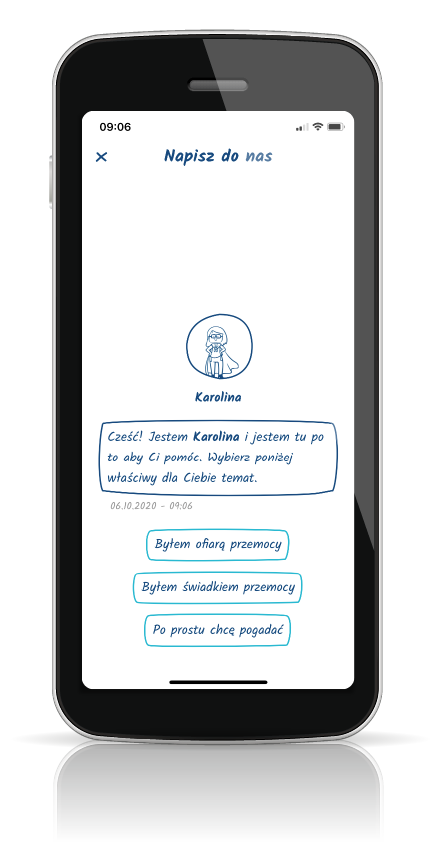 09:06
Napisz do nas
Karolina
Cześć! Jestem Karolina i jestem tu po
to aby Ci pomóc. Wybierz poniżej
właściwy dla Ciebie temat.
06.10.2020 - 09:06
Byłem ofiarą przemocy
Byłem świadkiem przemocy
Po prostu chcę pogadać